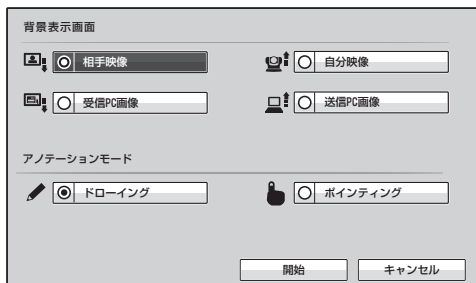 背景表示画面
相手映像
自分映像
受信PC画像
送信PC画像
アノテーションモード
ドローイング
ポインティング
開始
キャンセル